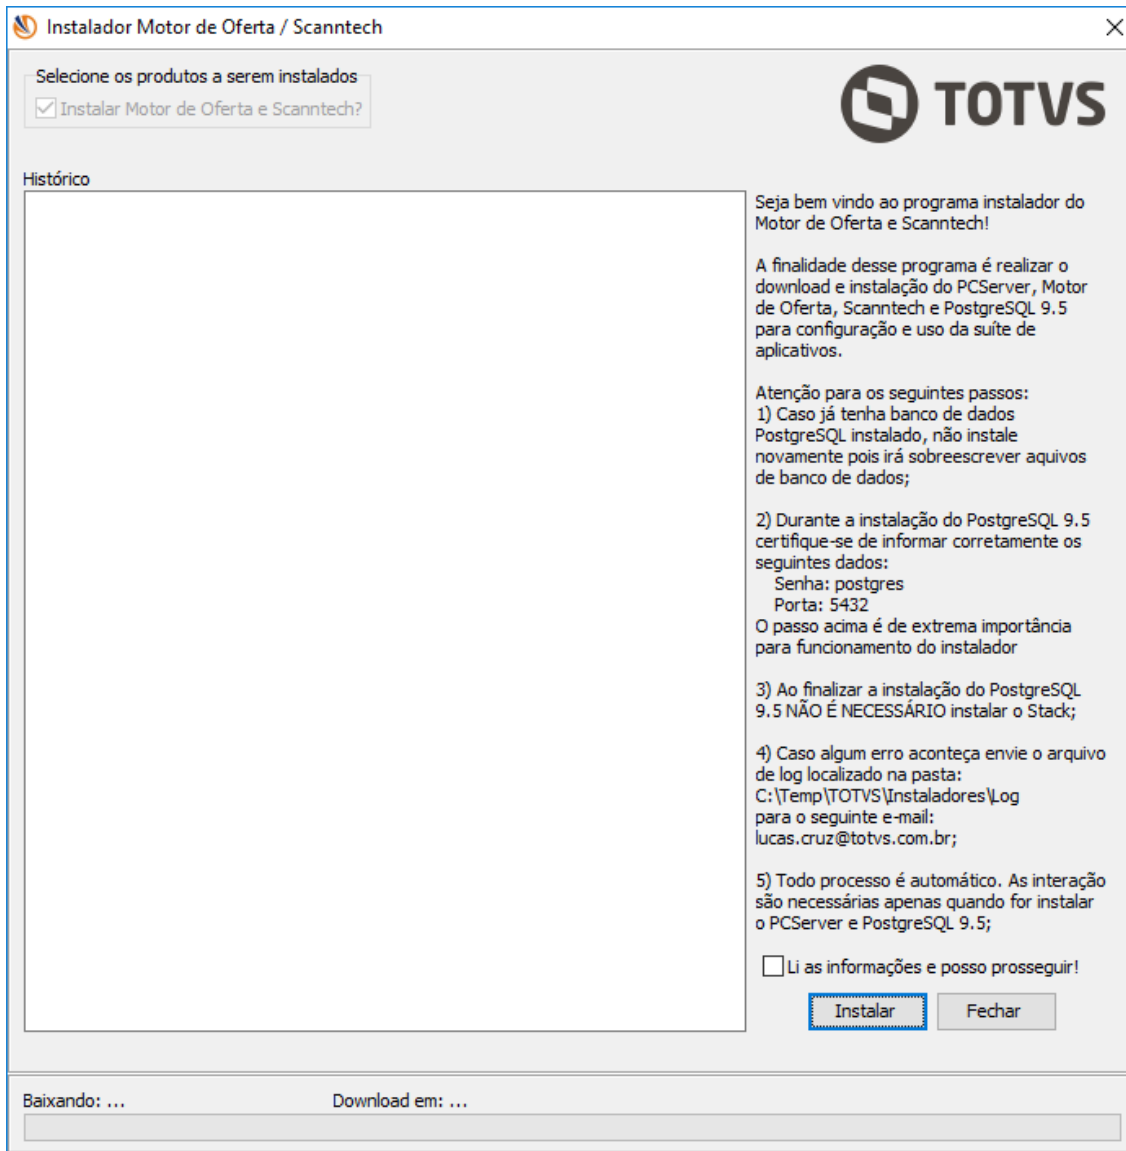 Instalador Motor de Oferta / Scanntech
Selecione os produtos a serem instalados
Instalar Motor de Oferta e Scanntech?
TOTVS
Histórico
Seja bem vindo ao programa instalador do
Motor de Oferta e Scanntech!
A finalidade desse programa é realizar o
download e instalação do PCServer, Motor
de Oferta, Scanntech e PostgreSQL 9.5
para configuração e uso da suíte de
aplicativos.
Atenção para os seguintes passos:
1) Caso já tenha banco de dados
PostgreSQL instalado, não instale
novamente pois irá sobreescrever aquivos
de banco de dados;
2) Durante a instalação do PostgreSQL 9.5
certifique-se de informar corretamente os
seguintes dados:
Senha: postgres
Porta: 5432
O passo acima é de extrema importância
para funcionamento do instalador
3) Ao finalizar a instalação do PostgreSQL
9.5 NÃO É NECESSÁRIO instalar o Stack;
4) Caso algum erro aconteça envie o arquivo
de log localizado na pasta:
C:\Temp\TOTVS\Instaladores\Log
para o seguinte e-mail:
lucas.cruz@totvs.com.br;
5) Todo processo é automático. As interação
são necessárias apenas quando for instalar
o PCServer e PostgreSQL 9.5;
Li as informações e posso prosseguir!
Instalar Fechar
Baixando: ... Download em: ...